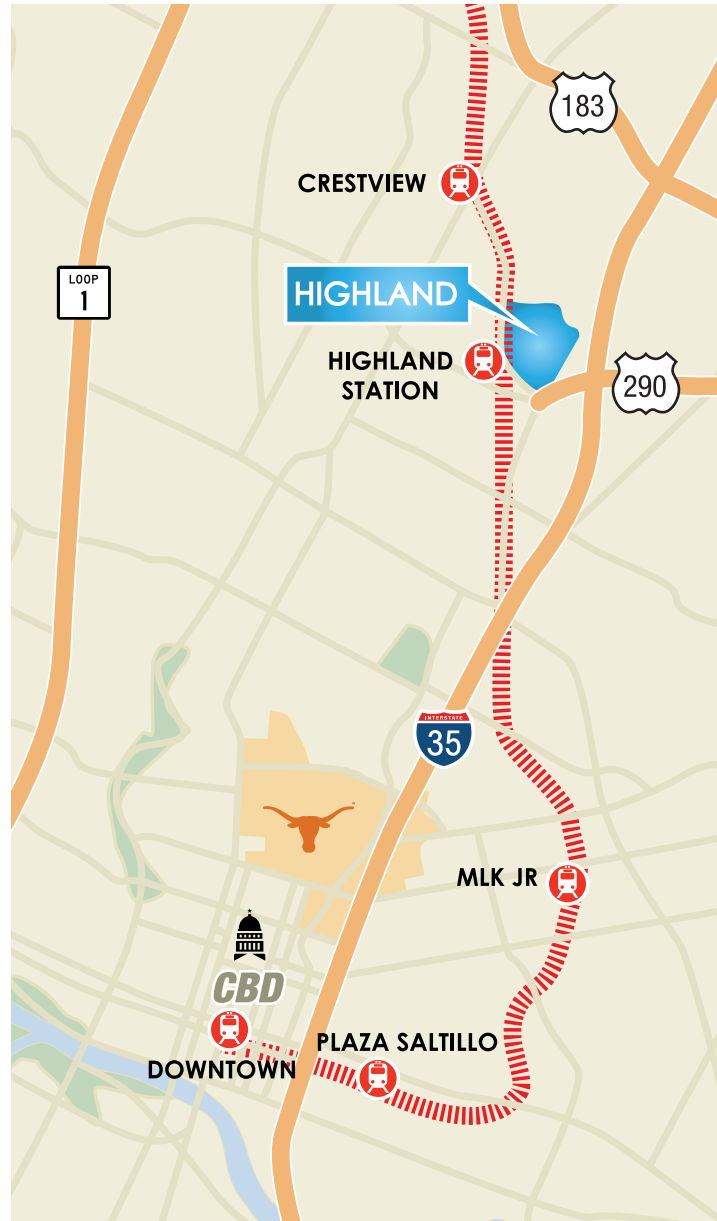 183
CRESTVIEW
LOOP
1
HIGHLAND
HIGHLAND
STATION
290
INTERSTATE
35
MLK JR
CBD
PLAZA SALTILLO
DOWNTOWN